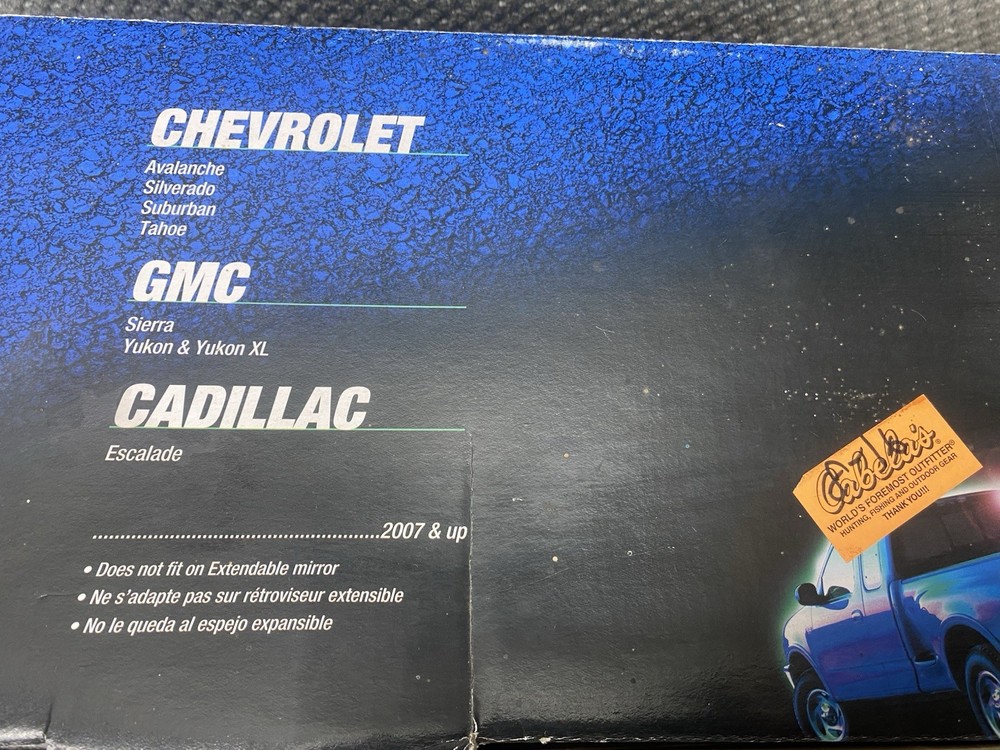 CHEVROLET
Avalanche
Silverado
Suburban
Tahoe
GMC
Sierra
Yukon & Yukon XL
CADILLAC
Escalade
.......................................................2007 & up
• Does not fit on Extendable mirror
• Ne s'adapte pas sur rétroviseur extensible
• No le queda al espejo expansible
Cabela's®
WORLD'S FOREMOST OUTFITTER®
HUNTING, FISHING AND OUTDOOR GEAR
THANK YOU!!!